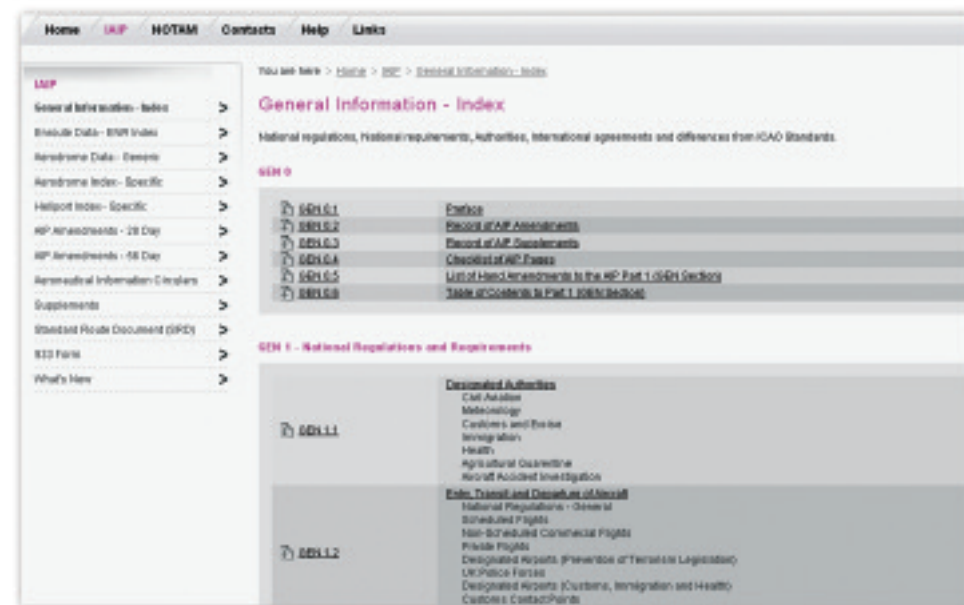 Home IAIP NOTAM Contacts Help Links
You are here > Home > IAIP > General Information - Index
IAIP
General Information - Index
Enroute Data - ENR Index
Aerodrome Data - Generic
Aerodrome Index - Specific
Heliport Index - Specific
AIP Amendments - 28 Day
AIP Amendments - 56 Day
Aeronautical Information Circulars
Supplements
Standard Route Document (SRD)
933 Form
What's New
General Information - Index
National regulations, National requirements, Authorities, International agreements and differences from ICAO Standards.
GEN 0
GEN 0.1 Preface
GEN 0.2 Record of AIP Amendments
GEN 0.3 Record of AIP Supplements
GEN 0.4 Checklist of AIP Pages
GEN 0.5 List of Hand Amendments to the AIP Part 1 (GEN Section)
GEN 0.6 Table of Contents to Part 1 (GEN Section)
GEN 1 - National Regulations and Requirements
GEN 1.1
Designated Authorities
Civil Aviation
Meteorology
Customs and Excise
Immigration
Health
Agricultural Quarantine
Aircraft Accident Investigation
GEN 1.2
Entry, Transit and Departure of Aircraft
National Regulations - General
Scheduled Flights
Non-Scheduled Commercial Flights
Private Flights
Designated Airports (Prevention of Terrorism Legislation)
UK Police Forces
Designated Airports (Customs, Immigration and Health)
Customs Contact Points